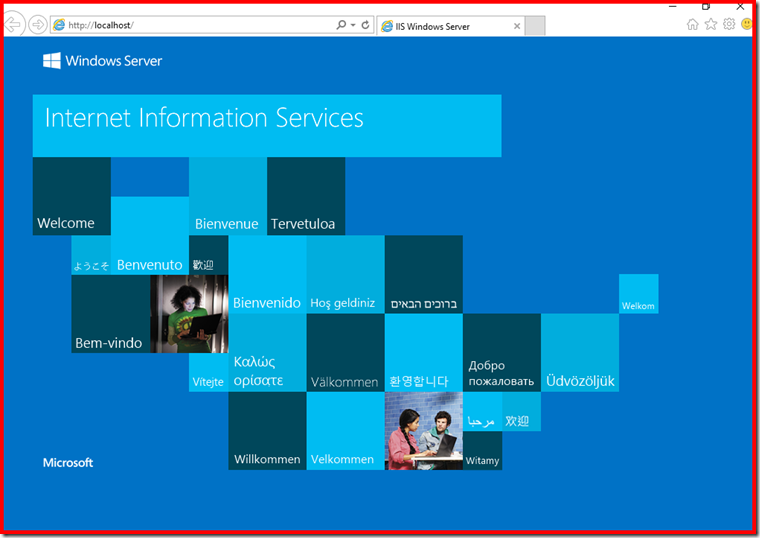 http://localhost/
IIS Windows Server
Windows Server
Internet Information Services
Welcome
Bienvenue
Tervetuloa
ようこそ
Benvenuto
歡迎
Bienvenido
Hoş geldiniz
ברוכים הבאים
Welkom
Bem-vindo
Vítejte
Καλώς
ορίσατε
Välkommen
환영합니다
Добро
пожаловать
Üdvözöljük
مرحبا
欢迎
Willkommen
Velkommen
Witamy
Microsoft